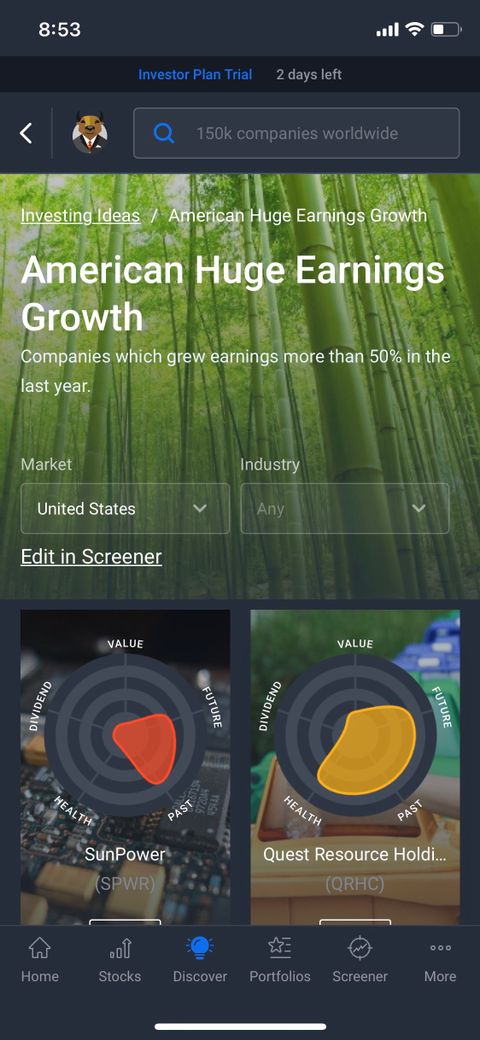 8:53
Investor Plan Trial 2 days left
150k companies worldwide
Investing Ideas / American Huge Earnings Growth
American Huge Earnings
Growth
Companies which grew earnings more than 50% in the
last year.
Market Industry
United States Any
Edit in Screener
VALUE
FUTURE
PAST
HEALTH
DIVIDEND
SunPower
(SPWR)
VALUE
FUTURE
PAST
HEALTH
DIVIDEND
Quest Resource Holdi...
(QRHC)
Home Stocks Discover Portfolios Screener More